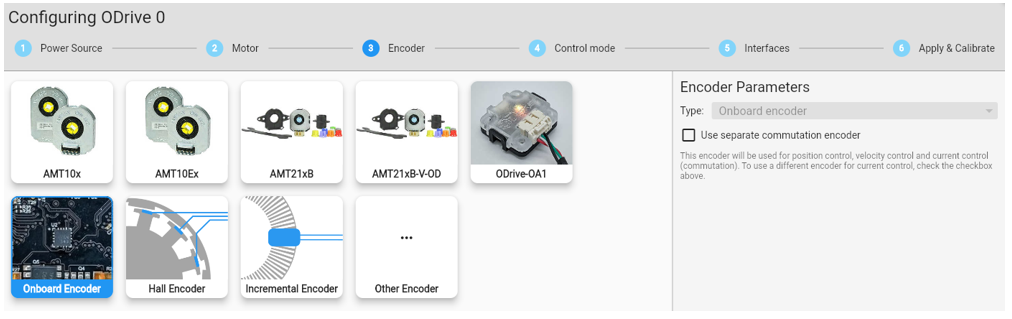 Configuring ODrive 0
1 Power Source
2 Motor
3 Encoder
4 Control mode
5 Interfaces
6 Apply & Calibrate
AMT10x
AMT10Ex
AMT21xB
AMT21xB-V-OD
ODrive-OA1
Onboard Encoder
Hall Encoder
Incremental Encoder
...
Other Encoder
Encoder Parameters
Type: Onboard encoder
Use separate commutation encoder
This encoder will be used for position control, velocity control and current control
(commutation). To use a different encoder for current control, check the checkbox
above.